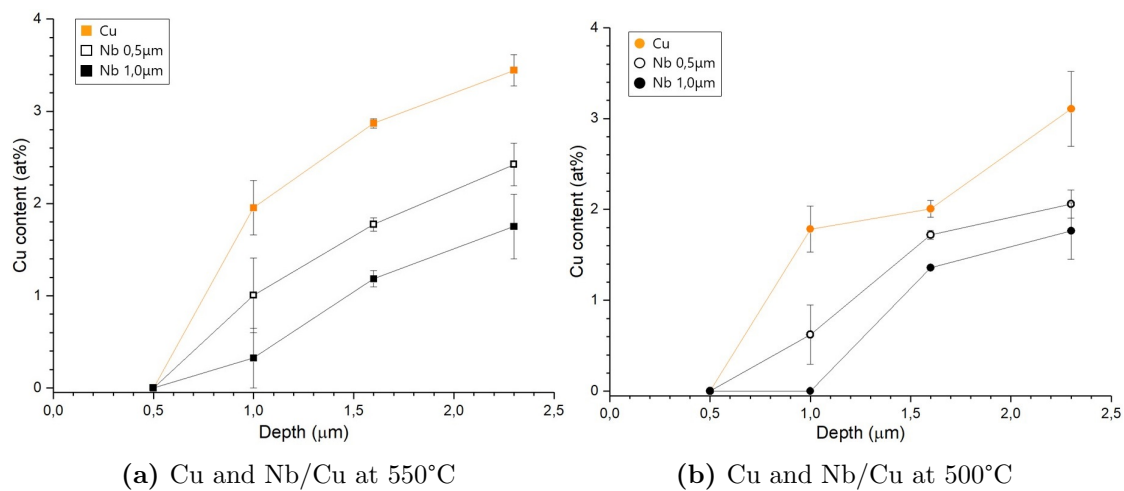 4
3
2
1
0
Cu content (at%)
Cu
Nb 0,5μm
Nb 1,0μm
0,0 0,5 1,0 1,5 2,0 2,5
Depth (μm)
(a) Cu and Nb/Cu at 550°C
4
3
2
1
0
Cu content (at%)
Cu
Nb 0,5μm
Nb 1,0μm
0,0 0,5 1,0 1,5 2,0 2,5
Depth (μm)
(b) Cu and Nb/Cu at 500°C